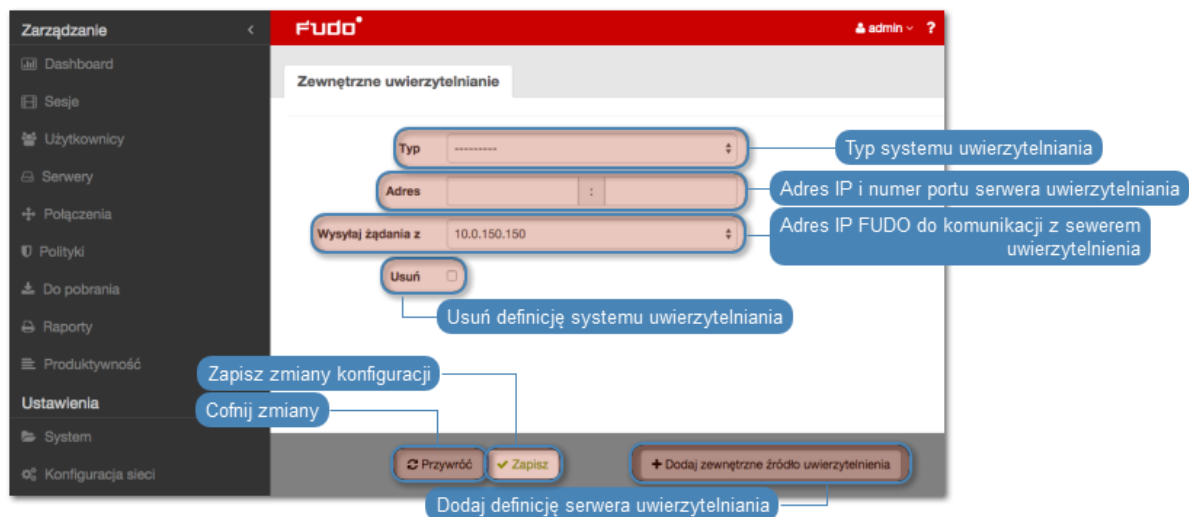 Zarządzanie
FUDO
admin
?
Dashboard
Sesje
Użytkownicy
Serwery
Połączenia
Polityki
Do pobrania
Raporty
Produktywność
Ustawienia
System
Konfiguracja sieci
Zewnętrzne uwierzytelnianie
Typ
---------
Typ systemu uwierzytelniania
Adres
:
Adres IP i numer portu serwera uwierzytelniania
Wysyłaj żądania z
10.0.150.150
Adres IP FUDO do komunikacji z sewerem
uwierzytelnienia
Usuń
Usuń definicję systemu uwierzytelniania
Zapisz zmiany konfiguracji
Cofnij zmiany
Przywróć
Zapisz
+ Dodaj zewnętrzne źródło uwierzytelnienia
Dodaj definicję serwera uwierzytelniania